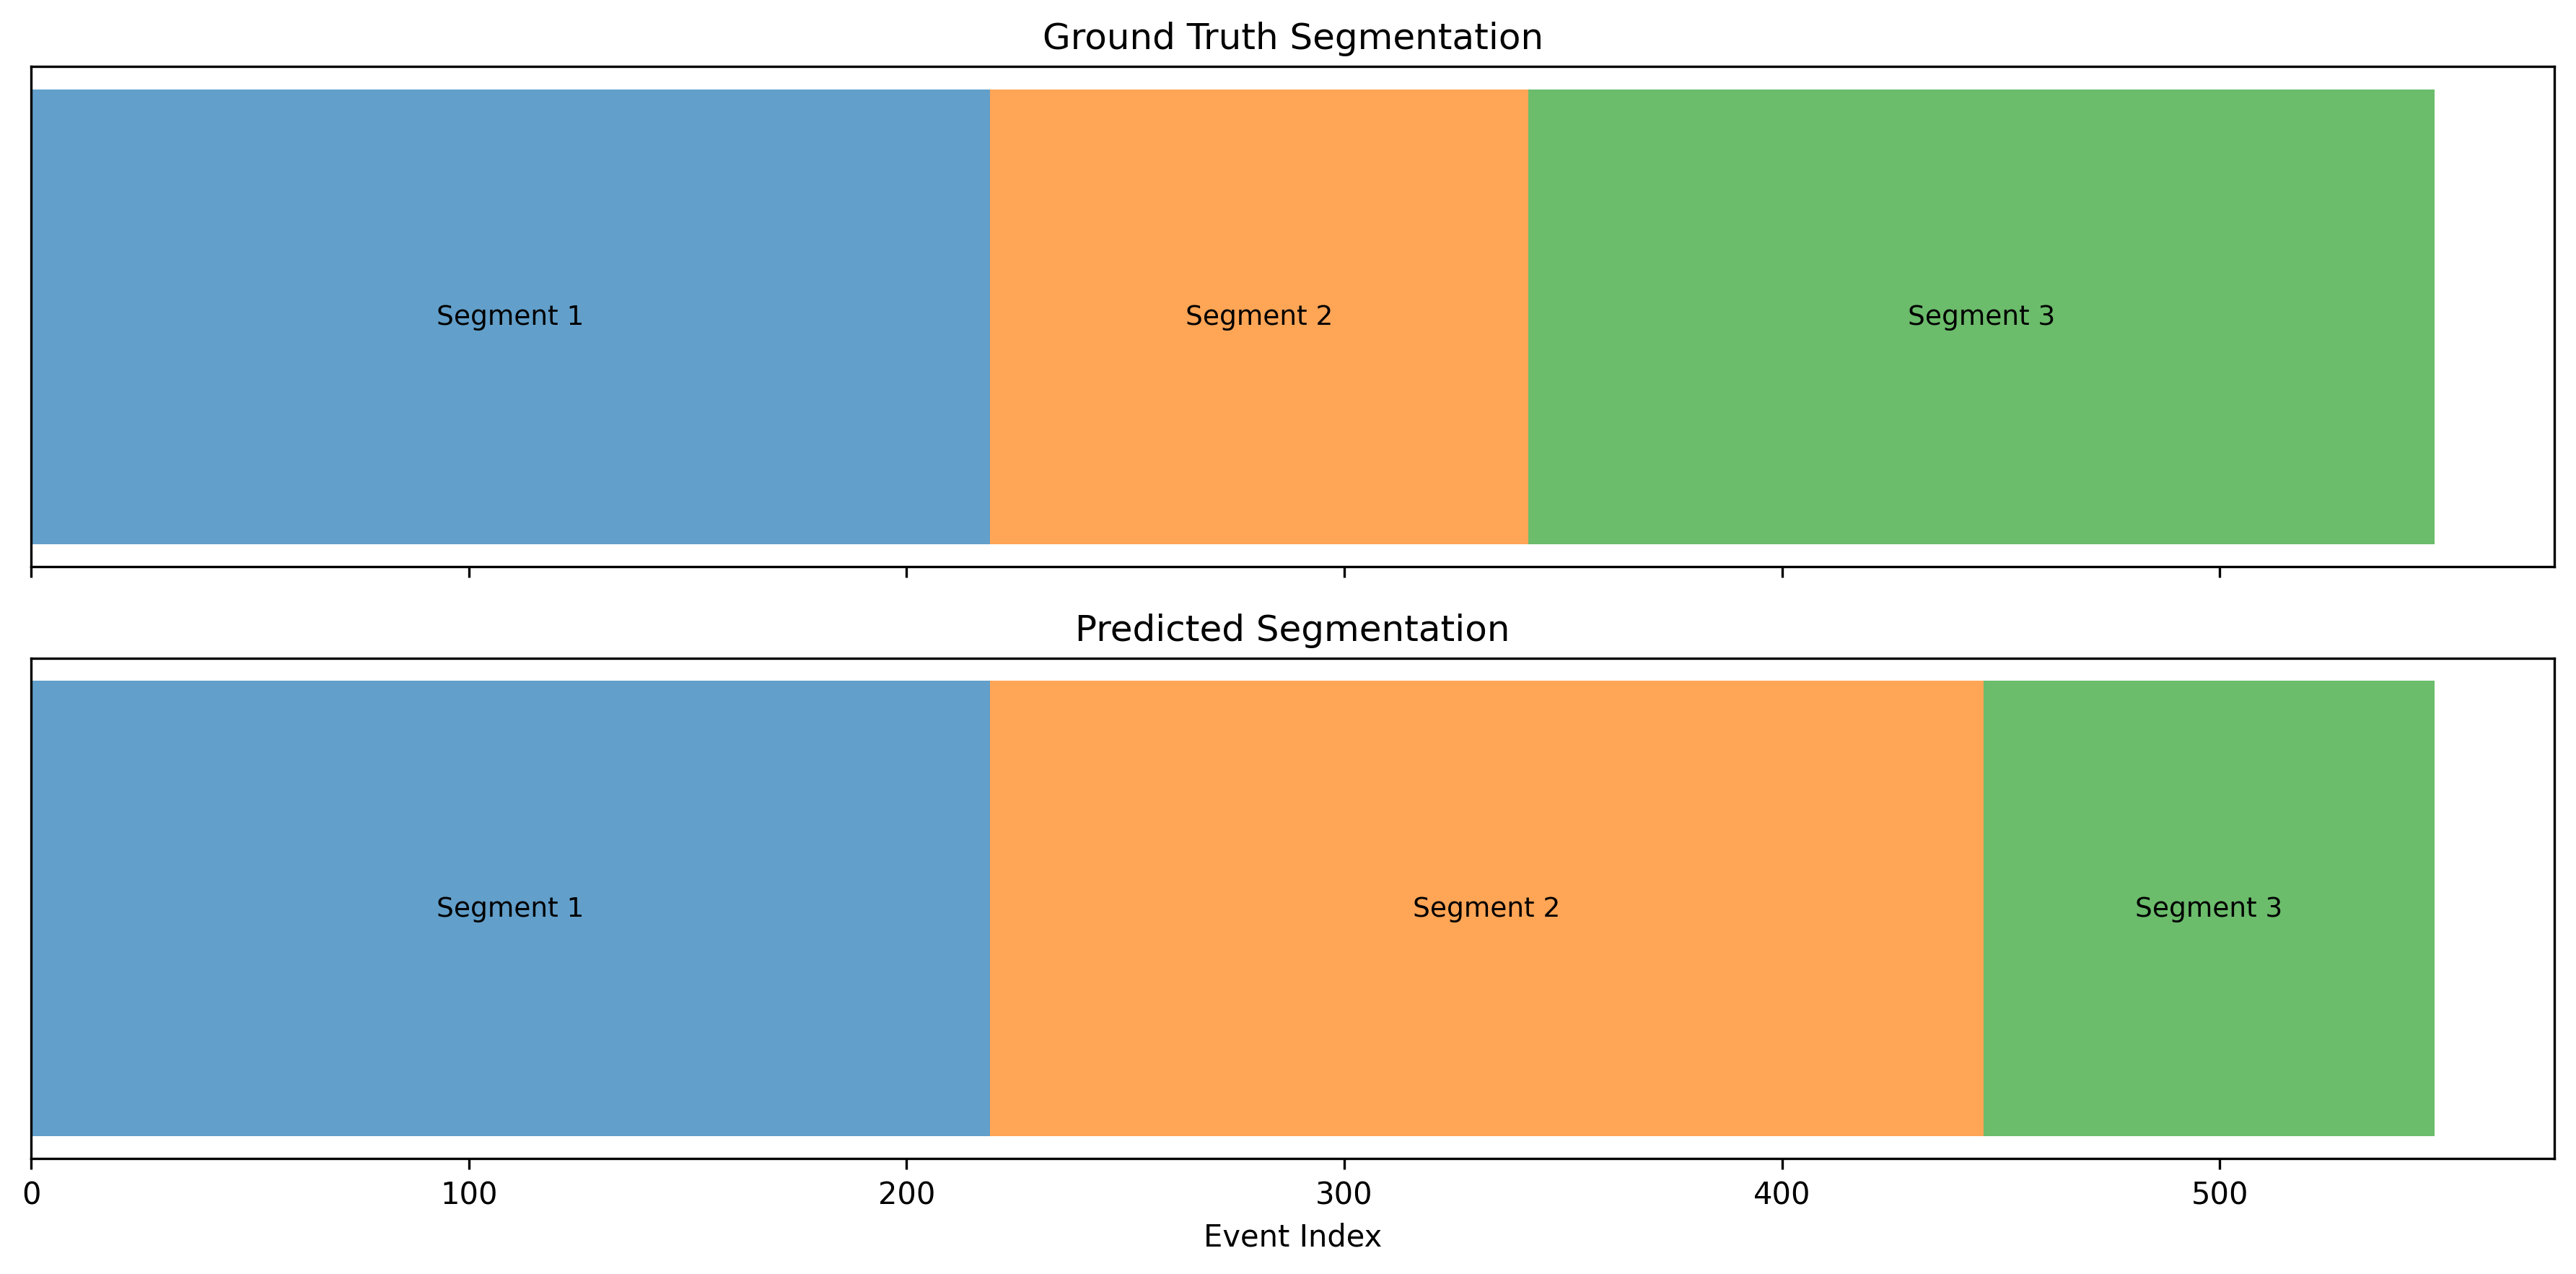 Ground Truth Segmentation
Segment 1 Segment 2 Segment 3
Predicted Segmentation
Segment 1 Segment 2 Segment 3
0 100 200 300 400 500
Event Index